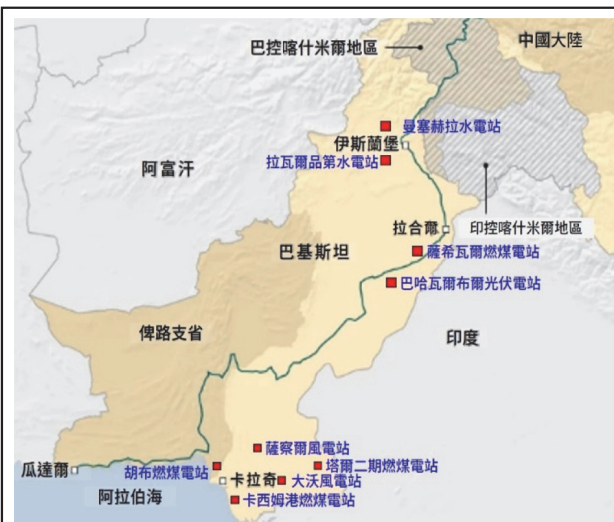 中國大陸
巴控喀什米爾地區
曼塞赫拉水電站
伊斯蘭堡
拉瓦爾品第水電站
阿富汗
拉合爾
印控喀什米爾地區
巴基斯坦
薩希瓦爾燃煤電站
巴哈瓦爾布爾光伏電站
俾路支省
印度
薩察爾風電站
瓜達爾
胡布燃煤電站
塔爾二期燃煤電站
卡拉奇
大沃風電站
阿拉伯海
卡西姆港燃煤電站